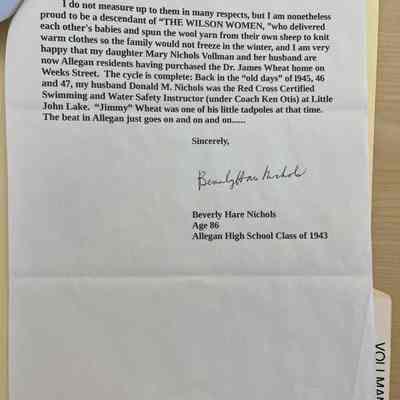 I do not measure up to them in many respects, but I am nonetheless
proud to be a descendant of “THE WILSON WOMEN, “who delivered
each other's babies and spun the wool yarn from their own sheep to knit
warm clothes so the family would not freeze in the winter, and I am very
happy that my daughter Mary Nichols Vollman and her husband are
now Allegan residents having purchased the Dr. James Wheat home on
Weeks Street.  The cycle is complete: Back in the “old days” of 1945, 46
and 47, my husband Donald M. Nichols was the Red Cross Certified
Swimming and Water Safety Instructor (under Coach Ken Otis) at Little
John Lake.  “Jimmy” Wheat was one of his little tadpoles at that time.
The beat in Allegan just goes on and on and on......
Sincerely,
Beverly Hare Nichols
Beverly Hare Nichols
Age 86
Allegan High School Class of 1943
VOLLMAN